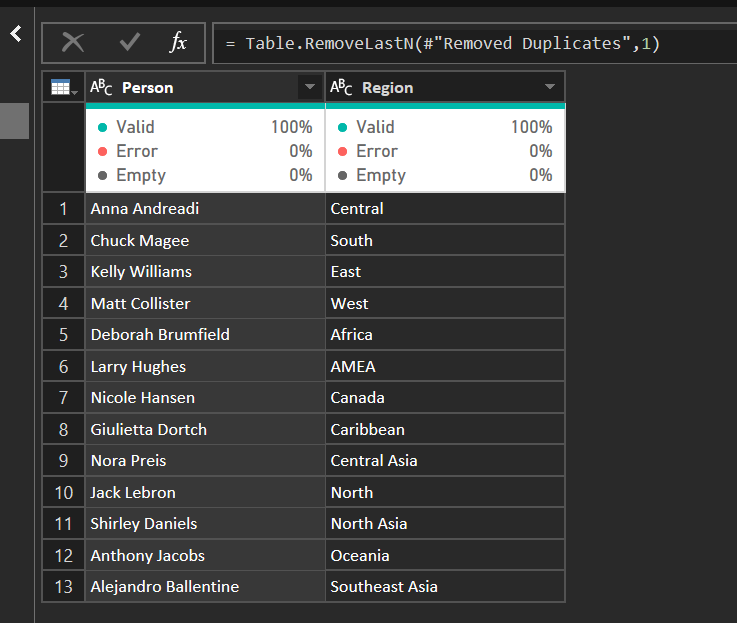 fx = Table.RemoveLastN(#"Removed Duplicates",1)
ABC Person ABC Region
Valid 100% Valid 100%
Error 0% Error 0%
Empty 0% Empty 0%
1 Anna Andreadi Central
2 Chuck Magee South
3 Kelly Williams East
4 Matt Collister West
5 Deborah Brumfield Africa
6 Larry Hughes AMEA
7 Nicole Hansen Canada
8 Giulietta Dortch Caribbean
9 Nora Preis Central Asia
10 Jack Lebron North
11 Shirley Daniels North Asia
12 Anthony Jacobs Oceania
13 Alejandro Ballentine Southeast Asia